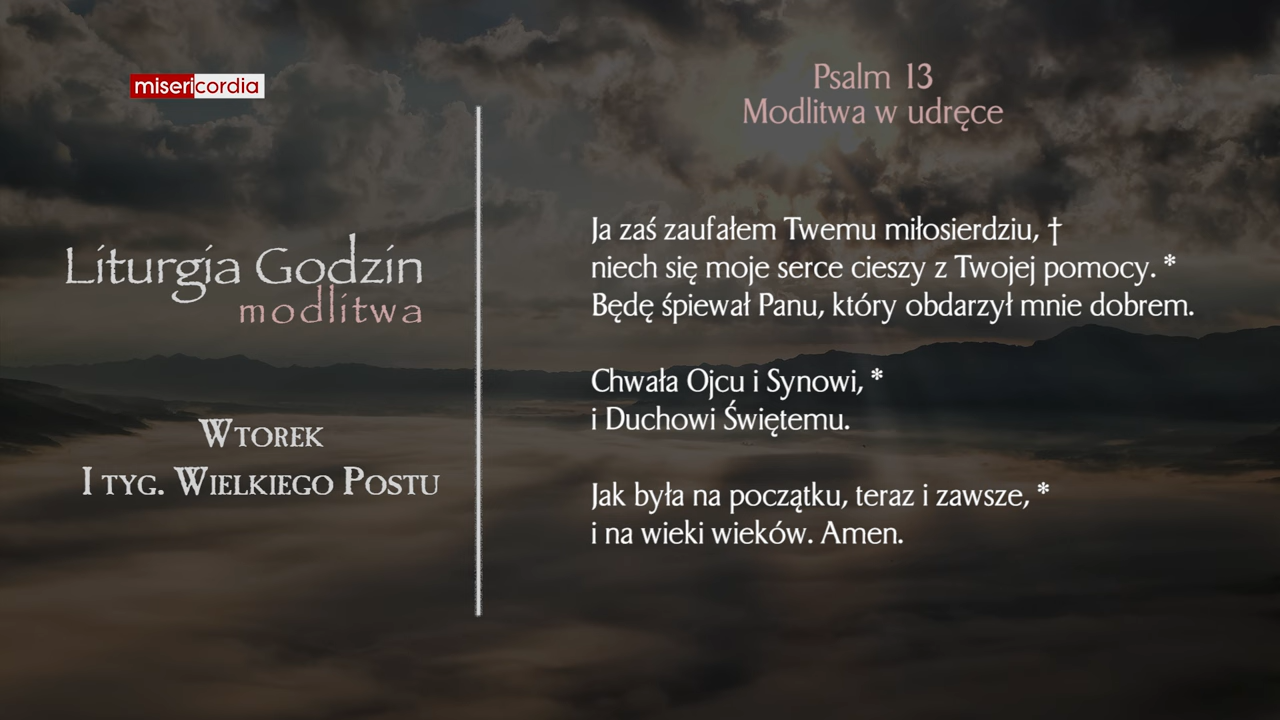 misericordia
Liturgia Godzin
modlitwa
Wtorek
I tyg. Wielkiego Postu
Psalm 13
Modlitwa w udręce
Ja zaś zaufałem Twemu miłosierdziu, †
niech się moje serce cieszy z Twojej pomocy. *
Będę śpiewał Panu, który obdarzył mnie dobrem.
Chwała Ojcu i Synowi, *
i Duchowi Świętemu.
Jak była na początku, teraz i zawsze, *
i na wieki wieków. Amen.